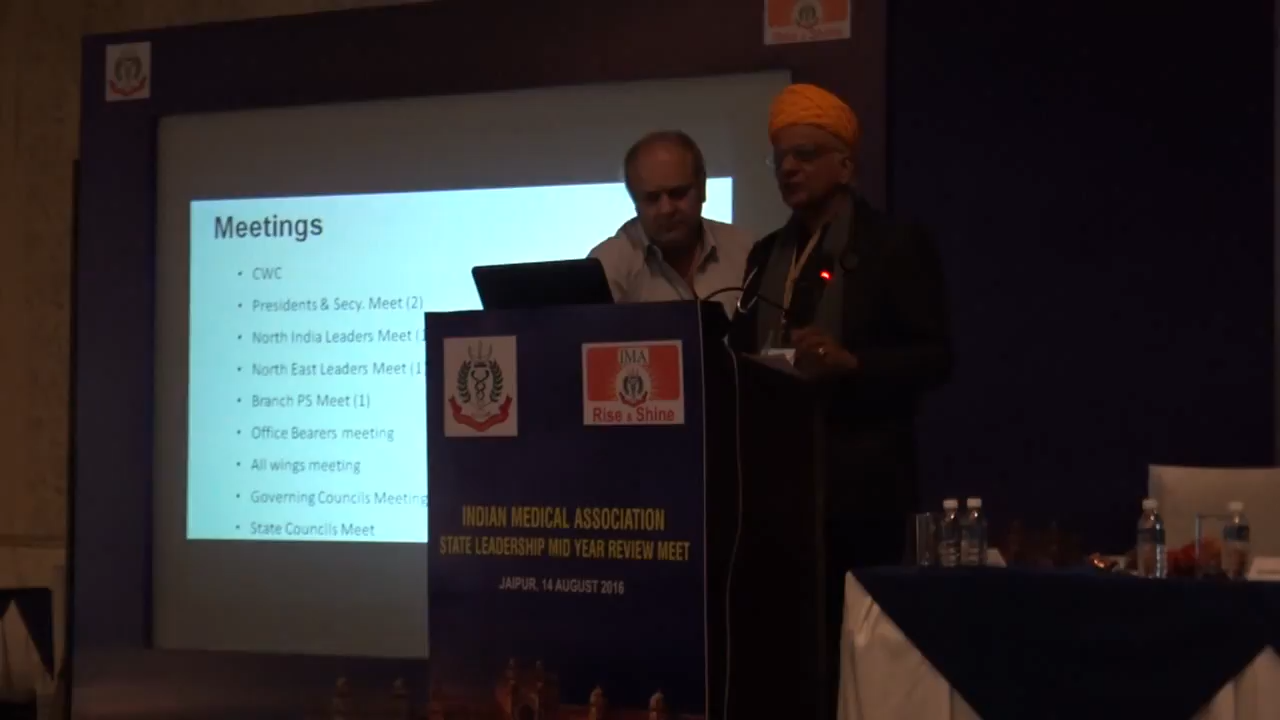 Meetings
• CWC
• Presidents & Secy. Meet (2)
• North India Leaders Meet (1
• North East Leaders Meet (1)
• Branch PS Meet (1)
• Office Bearers meeting
• All wings meeting
• Governing Councils Meeting
• State Councils Meet
IMA
Rise & Shine
INDIAN MEDICAL ASSOCIATION
STATE LEADERSHIP MID YEAR REVIEW MEET
JAIPUR, 14 AUGUST 2016